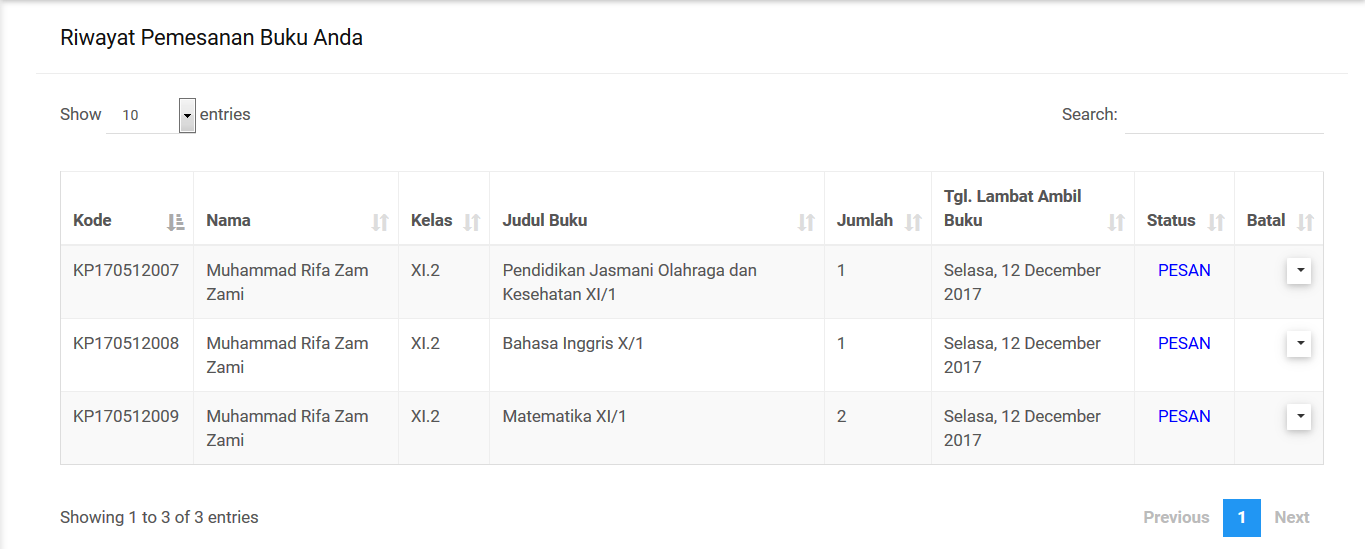 Riwayat Pemesanan Buku Anda
Show 10 entries
Search:
Kode Nama Kelas Judul Buku Jumlah Tgl. Lambat Ambil Buku Status Batal
KP170512007 Muhammad Rifa Zam Zami XI.2 Pendidikan Jasmani Olahraga dan Kesehatan XI/1 1 Selasa, 12 December 2017 PESAN
KP170512008 Muhammad Rifa Zam Zami XI.2 Bahasa Inggris X/1 1 Selasa, 12 December 2017 PESAN
KP170512009 Muhammad Rifa Zam Zami XI.2 Matematika XI/1 2 Selasa, 12 December 2017 PESAN
Showing 1 to 3 of 3 entries
Previous 1 Next